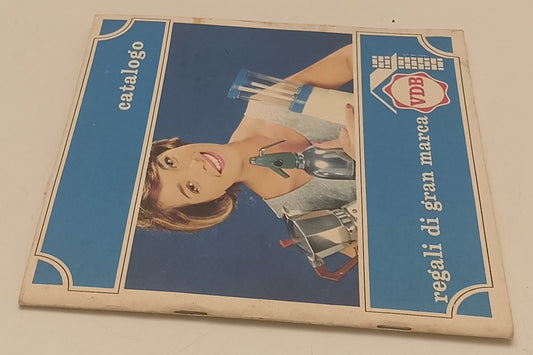 catalogo
VDB
regali di gran marca